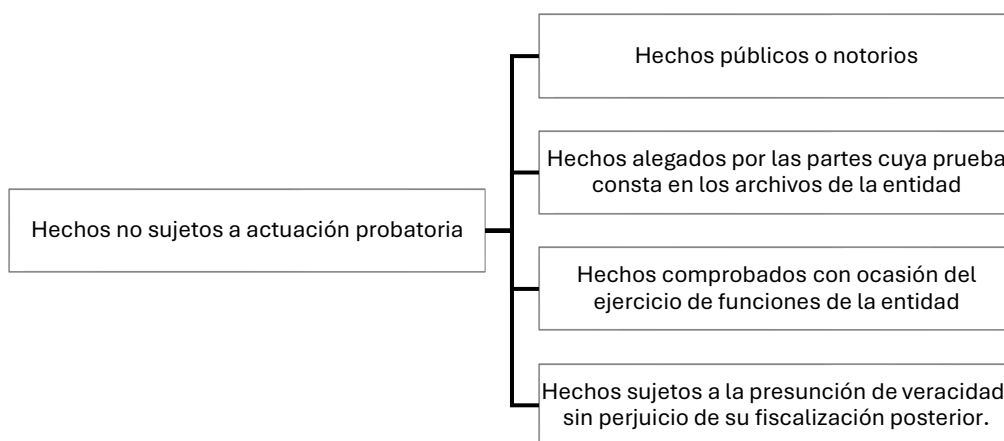 Hechos públicos o notorios
Hechos alegados por las partes cuya prueba
consta en los archivos de la entidad
Hechos no sujetos a actuación probatoria
Hechos comprobados con ocasión del
ejercicio de funciones de la entidad
Hechos sujetos a la presunción de veracidad
sin perjuicio de su fiscalización posterior.